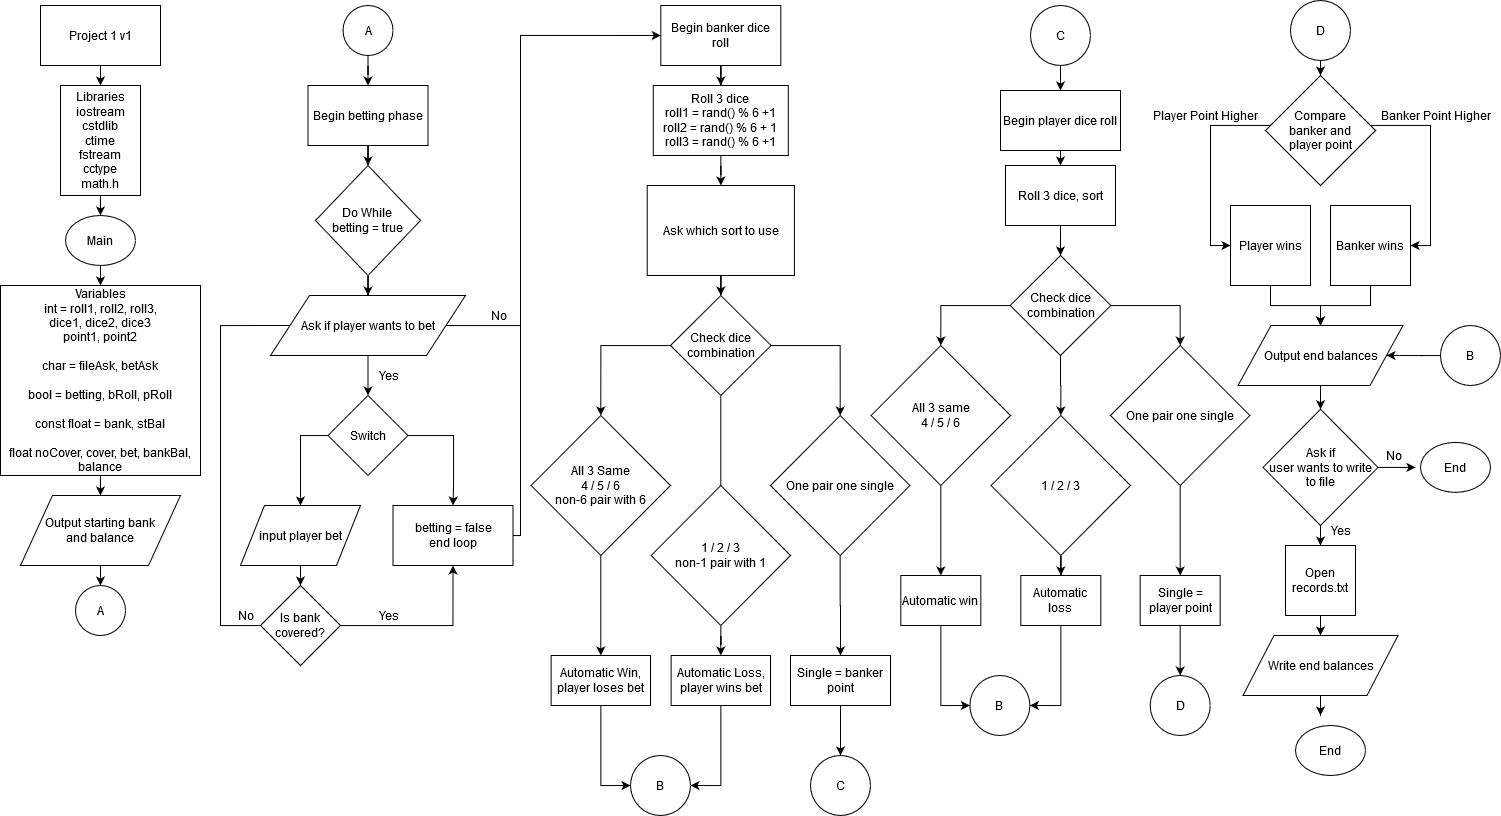 Project 1 v1
Libraries
iostream
cstdlib
ctime
fstream
cctype
math.h
Main
Variables
int = roll1, roll2, roll3,
dice1, dice2, dice3
point1, point2
char = fileAsk, betAsk
bool = betting, bRoll, pRoll
const float = bank, stBal
float noCover, cover, bet, bankBal,
balance
Output starting bank
and balance
A
A
Begin betting phase
Do While
betting = true
Ask if player wants to bet
No
Yes
Switch
input player bet
betting = false
end loop
Is bank
covered?
No
Yes
Begin banker dice
roll
Roll 3 dice
roll1 = rand() % 6 +1
roll2 = rand() % 6 + 1
roll3 = rand() % 6 +1
Ask which sort to use
Check dice
combination
All 3 Same
4 / 5 / 6
non-6 pair with 6
1 / 2 / 3
non-1 pair with 1
One pair one single
Automatic Win,
player loses bet
Automatic Loss,
player wins bet
Single = banker
point
B
C
C
Begin player dice roll
Roll 3 dice, sort
Check dice
combination
All 3 same
4 / 5 / 6
1 / 2 / 3
One pair one single
Automatic win
Automatic
loss
Single =
player point
B
D
D
Compare
banker and
player point
Player Point Higher
Banker Point Higher
Player wins
Banker wins
Output end balances
B
Ask if
user wants to write
to file
No
End
Yes
Open
records.txt
Write end balances
End